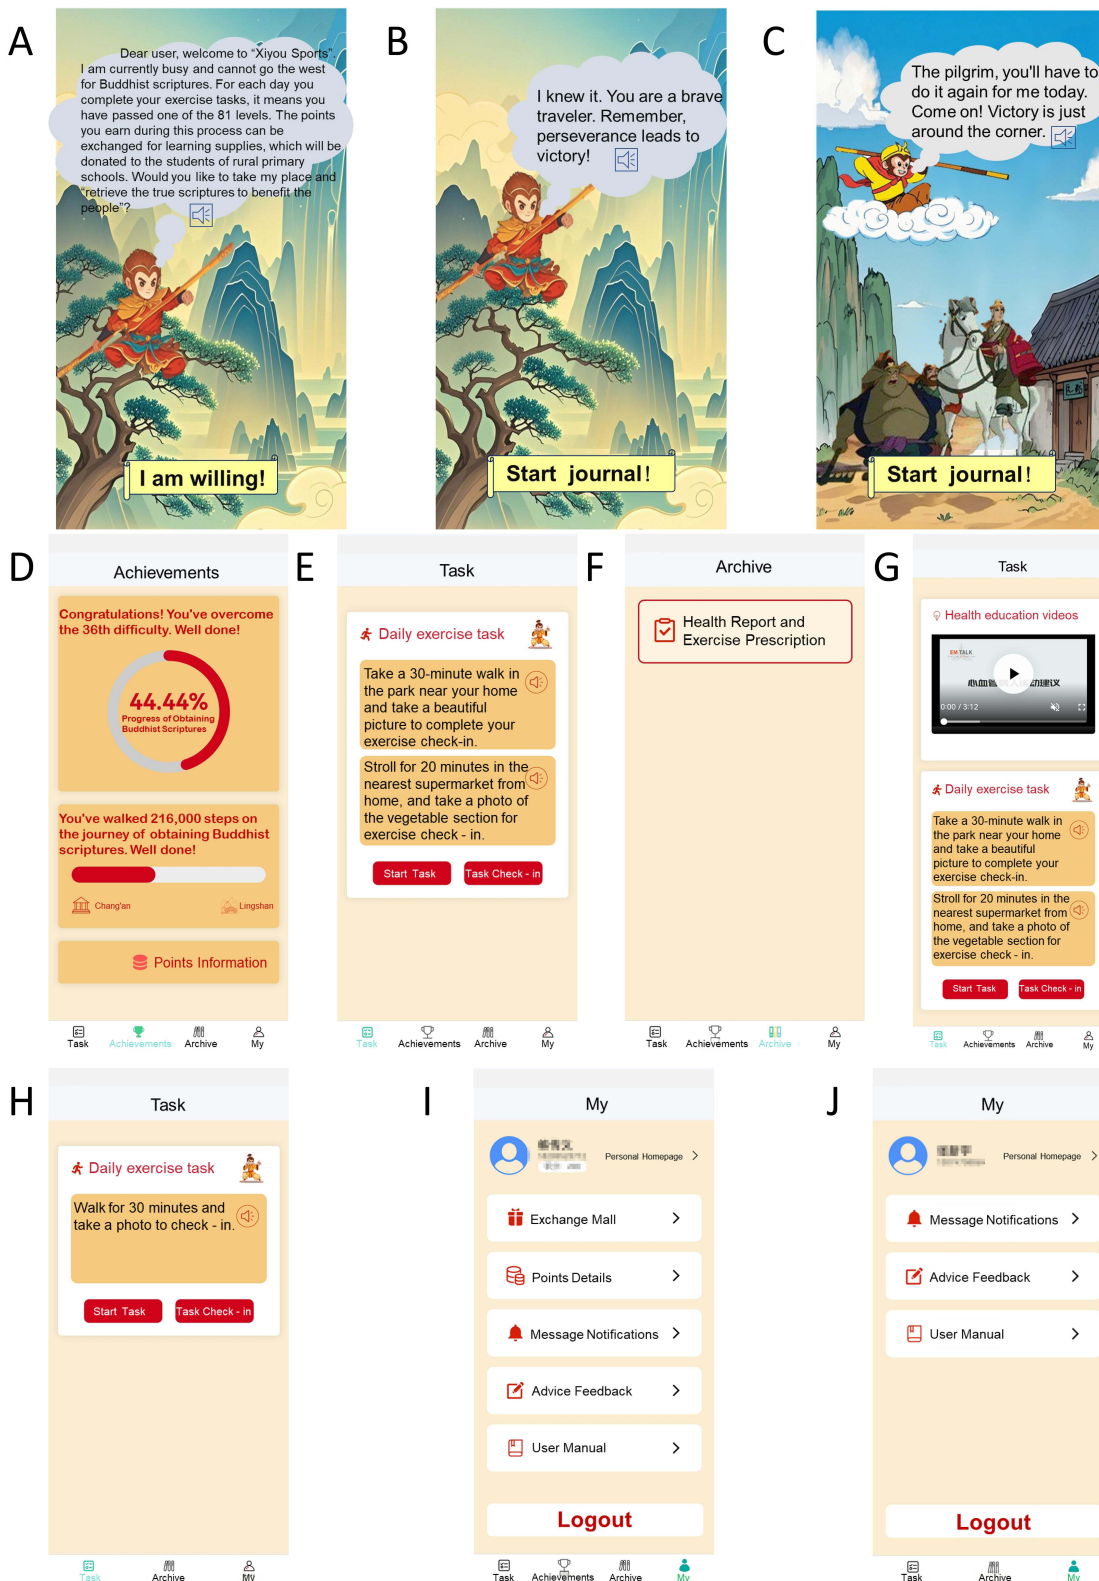 A
Dear user, welcome to "Xiyou Sports".
I am currently busy and cannot go the west
for Buddhist scriptures. For each day you
complete your exercise tasks, it means you
have passed one of the 81 levels. The points
you earn during this process can be
exchanged for learning supplies, which will be
donated to the students of rural primary
schools. Would you like to take my place and
"retrieve the true scriptures to benefit the
people"?
I am willing!
B
I knew it. You are a brave
traveler. Remember,
perseverance leads to
victory!
Start journal!
C
The pilgrim, you'll have to
do it again for me today.
Come on! Victory is just
around the corner.
Start journal!
D
Achievements
Congratulations! You've overcome
the 36th difficulty. Well done!
44.44%
Progress of Obtaining
Buddhist Scriptures
You've walked 216,000 steps on
the journey of obtaining Buddhist
scriptures. Well done!
Chang'an
Lingshan
Points Information
Task
Achievements
Archive
My
E
Task
Daily exercise task
Take a 30-minute walk in
the park near your home
and take a beautiful
picture to complete your
exercise check-in.
Stroll for 20 minutes in the
nearest supermarket from
home, and take a photo of
the vegetable section for
exercise check - in.
Start Task
Task Check - in
Task
Achievements
Archive
My
F
Archive
Health Report and
Exercise Prescription
Task
Achievements
Archive
My
G
Task
Health education videos
EM TALK
心血管
动建议
0:00 / 3:12
Daily exercise task
Take a 30-minute walk in
the park near your home
and take a beautiful
picture to complete your
exercise check-in.
Stroll for 20 minutes in the
nearest supermarket from
home, and take a photo of
the vegetable section for
exercise check - in.
Start Task
Task Check - in
Task
Achievements
Archive
My
H
Task
Daily exercise task
Walk for 30 minutes and
take a photo to check - in.
Start Task
Task Check - in
Task
Archive
My
I
My
Personal Homepage
Exchange Mall
Points Details
Message Notifications
Advice Feedback
User Manual
Logout
Task
Achievements
Archive
My
J
My
Personal Homepage
Message Notifications
Advice Feedback
User Manual
Logout
Task
Archive
My